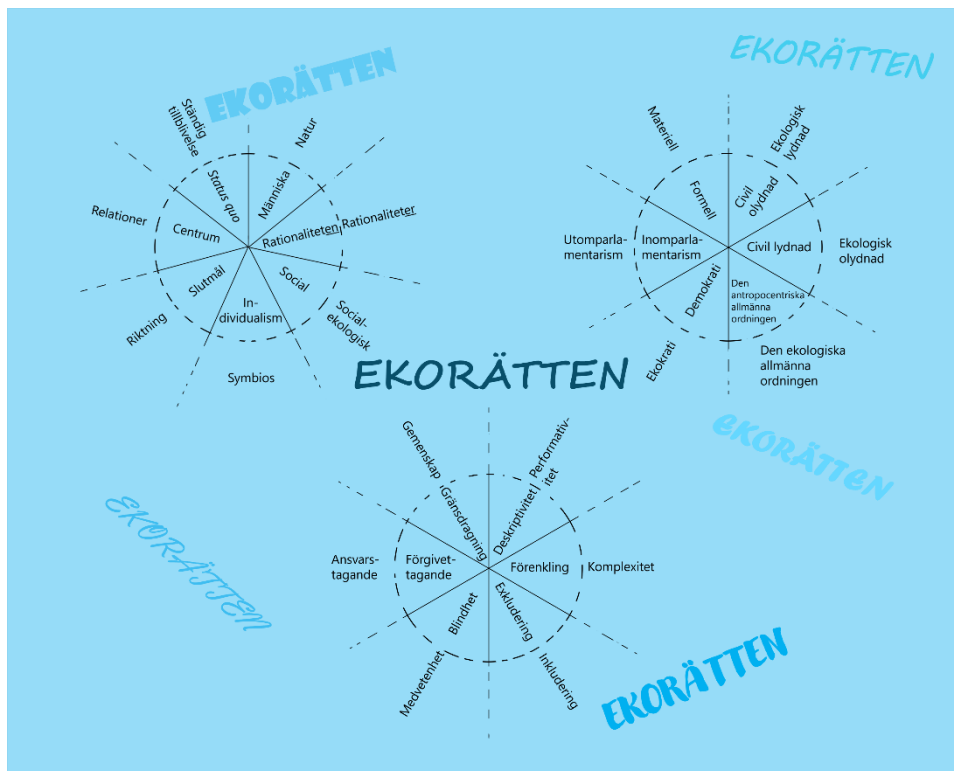 EKORÄTTEN
EKORÄTTEN
Ständig
tillblivelse
Natur
Status quo
Människa
Relationer
Centrum
Rationaliteten
Rationaliteter
Slutmål
Social
Riktning
In-
dividualism
Social-
ekologisk
Symbios
Materiell
Ekologisk
lydnad
Formell
Civil
olydnad
Utomparla-
mentarism
Inomparla-
mentarism
Civil lydnad
Ekologisk
olydnad
Demokrati
Den
antropocentriska
allmänna
ordningen
Ekokrati
Den ekologiska
allmänna
ordningen
EKORÄTTEN
EKORÄTTEN
Gemenskap
Performativ-
itet
Gränsdragning
Deskriptivitet
Ansvars-
tagande
Förgivet-
tagande
Förenkling
Komplexitet
Blindhet
Exkludering
Medvetenhet
Inkludering
EKORÄTTEN
EKORÄTTEN